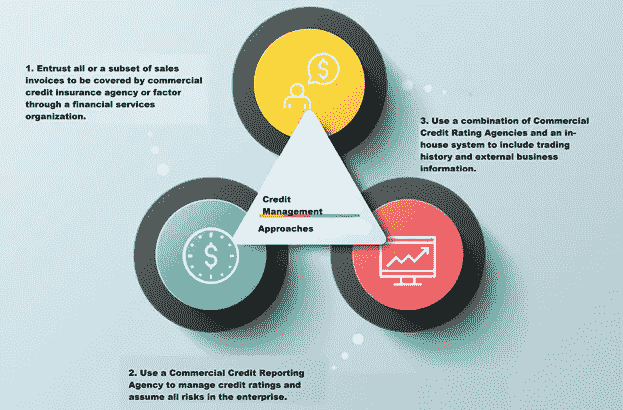 1. Entrust all or a subset of sales
invoices to be covered by commercial
credit insurance agency or factor
through a financial services
organization.
3. Use a combination of Commercial
Credit Rating Agencies and an in-
house system to include trading
history and external business
information.
Credit
Management
Approaches
2. Use a Commercial Credit Reporting
Agency to manage credit ratings and
assume all risks in the enterprise.
$
$